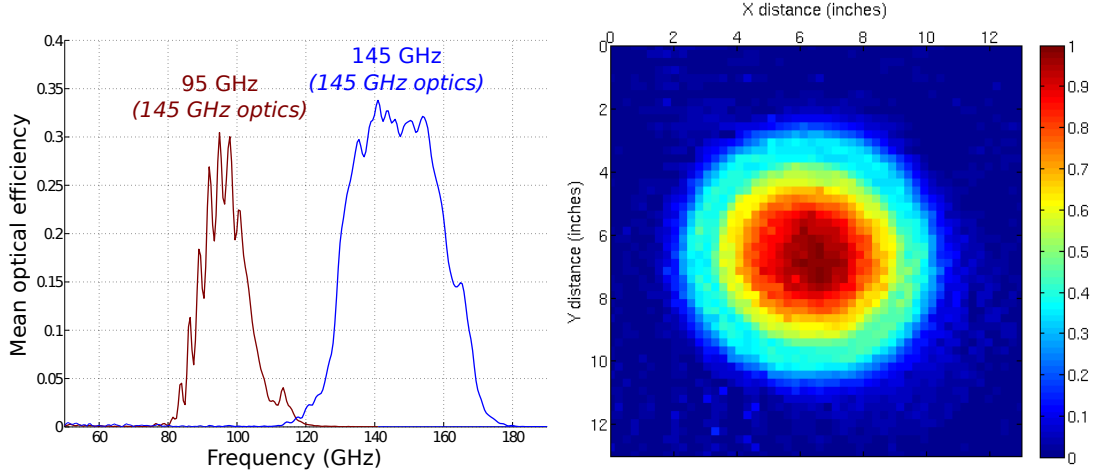 0.4
0.35
0.3
0.25
0.2
0.15
0.1
0.05
0
Mean optical efficiency
95 GHz
(145 GHz optics)
145 GHz
(145 GHz optics)
60 80 100 120 140 160 180
Frequency (GHz)
X distance (inches)
0 2 4 6 8 10 12
0
2
4
6
8
10
12
Y distance (inches)
1
0.9
0.8
0.7
0.6
0.5
0.4
0.3
0.2
0.1
0